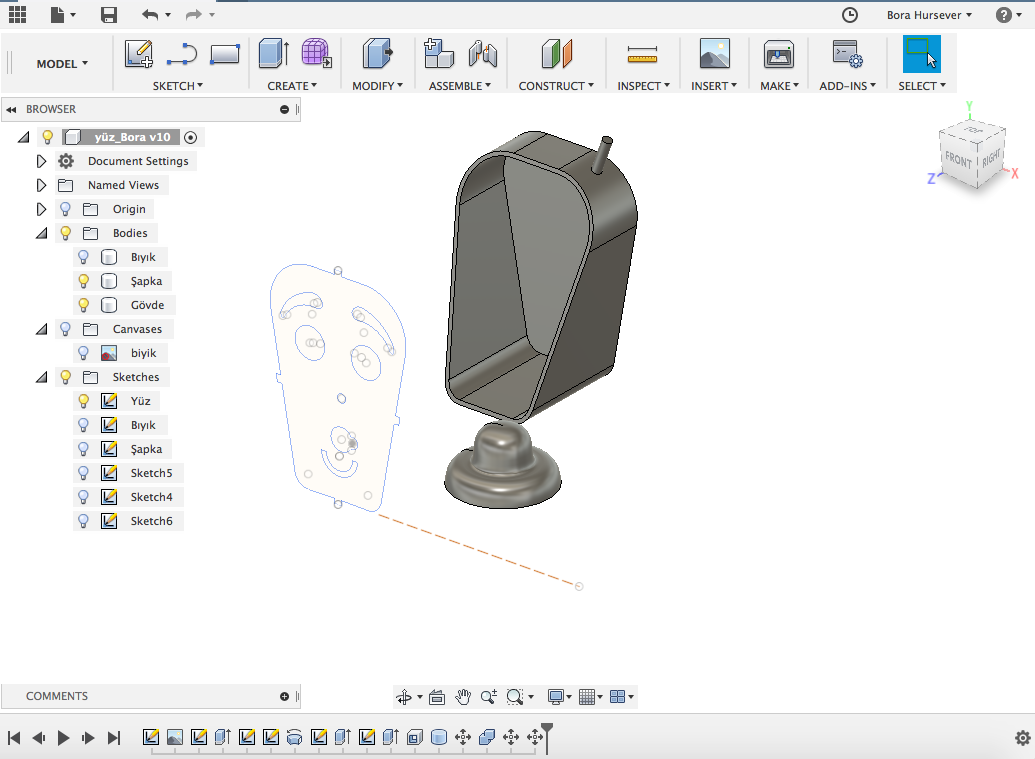 Bora Hursever
MODEL
SKETCH
CREATE
MODIFY
ASSEMBLE
CONSTRUCT
INSPECT
INSERT
MAKE
ADD-INS
SELECT
BROWSER
yüz_Bora v10
Document Settings
Named Views
Origin
Bodies
Bıyık
Şapka
Gövde
Canvases
biyik
Sketches
Yüz
Bıyık
Şapka
Sketch5
Sketch4
Sketch6
Y
TOP
FRONT
RIGHT
Z
X
COMMENTS